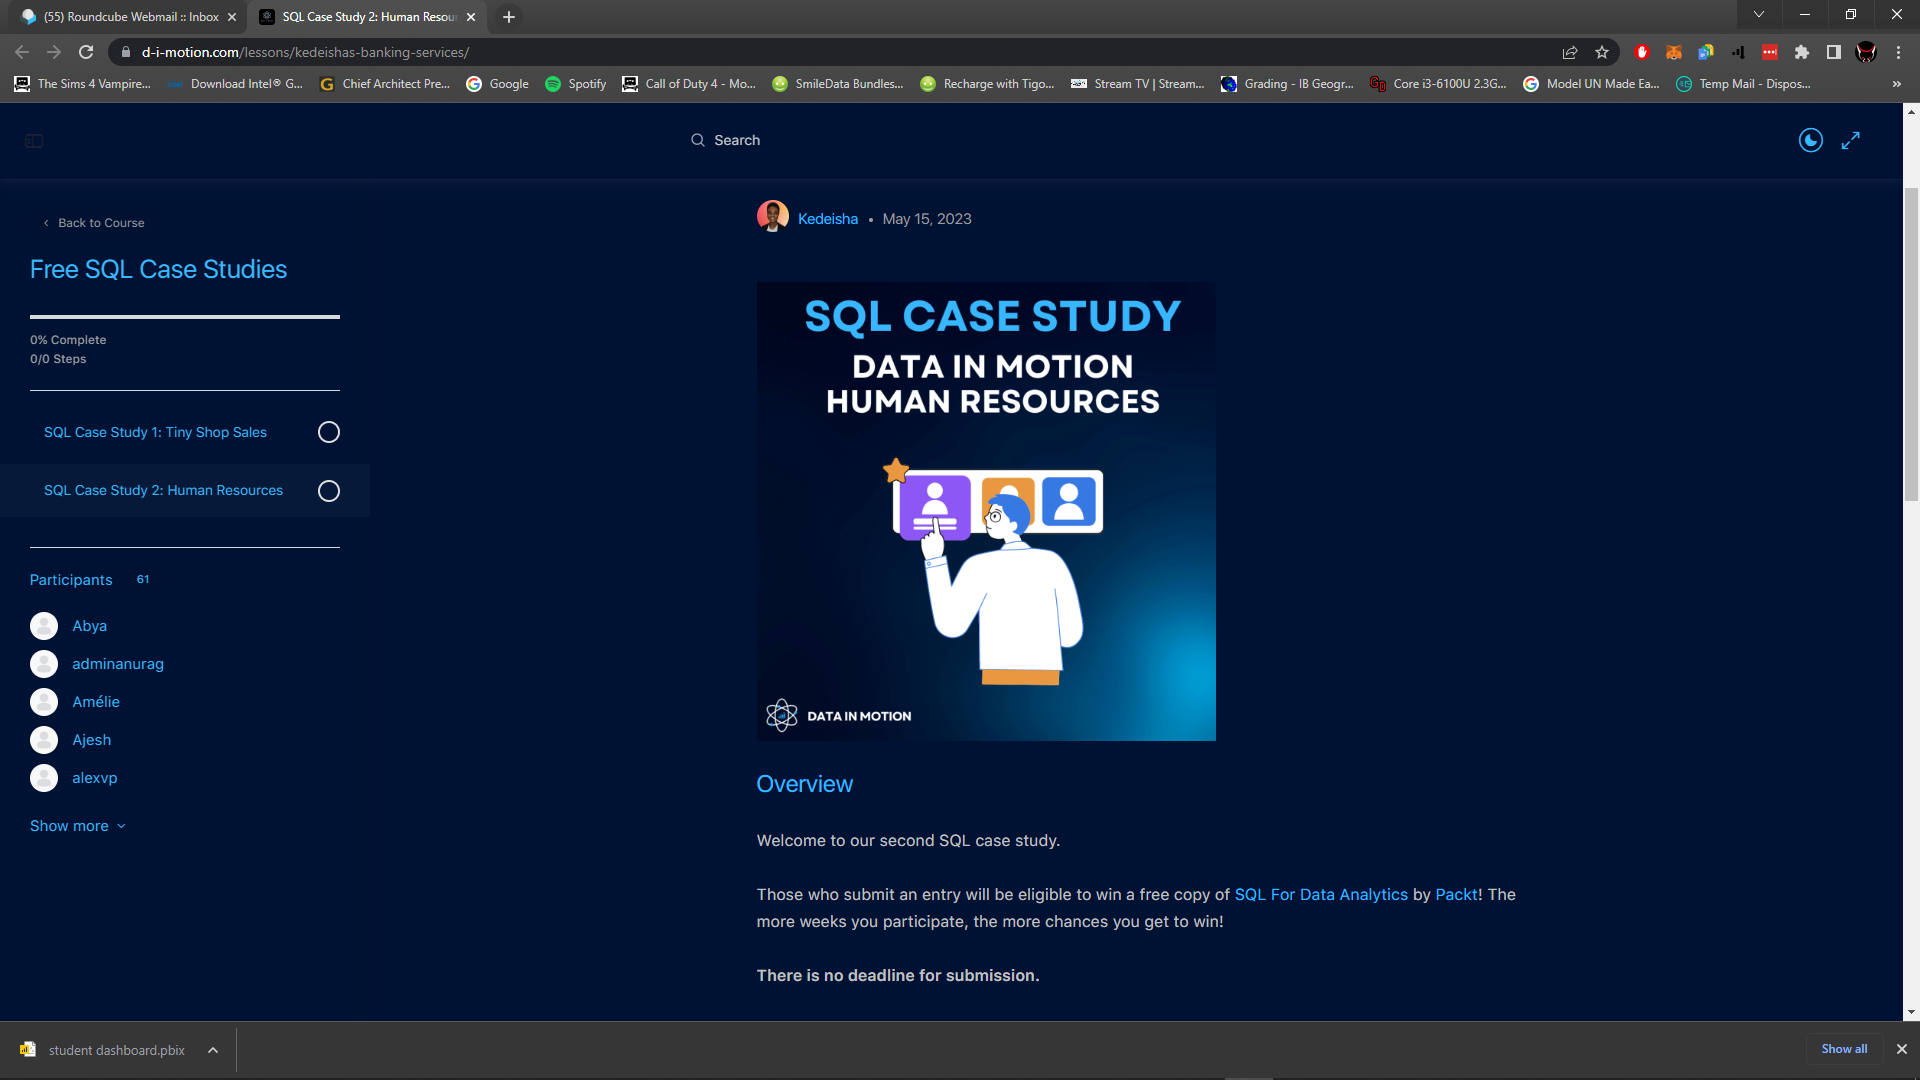 (55) Roundcube Webmail :: Inbox
SQL Case Study 2: Human Resou
d-i-motion.com/lessons/kedeishas-banking-services/
The Sims 4 Vampire...
Download Intel® G...
Chief Architect Pre...
Google
Spotify
Call of Duty 4 - Mo...
SmileData Bundles...
Recharge with Tigo...
Stream TV | Stream...
Grading - IB Geogr...
Core i3-6100U 2.3G...
Model UN Made Ea...
Temp Mail - Dispos...
»
Search
Back to Course
Free SQL Case Studies
0% Complete
0/0 Steps
SQL Case Study 1: Tiny Shop Sales
SQL Case Study 2: Human Resources
Participants 61
Abya
adminanurag
Amélie
Ajesh
alexvp
Show more
Kedeisha • May 15, 2023
SQL CASE STUDY
DATA IN MOTION
HUMAN RESOURCES
DATA IN MOTION
Overview
Welcome to our second SQL case study.
Those who submit an entry will be eligible to win a free copy of SQL For Data Analytics by Packt! The
more weeks you participate, the more chances you get to win!
There is no deadline for submission.
student dashboard.pbix
Show all